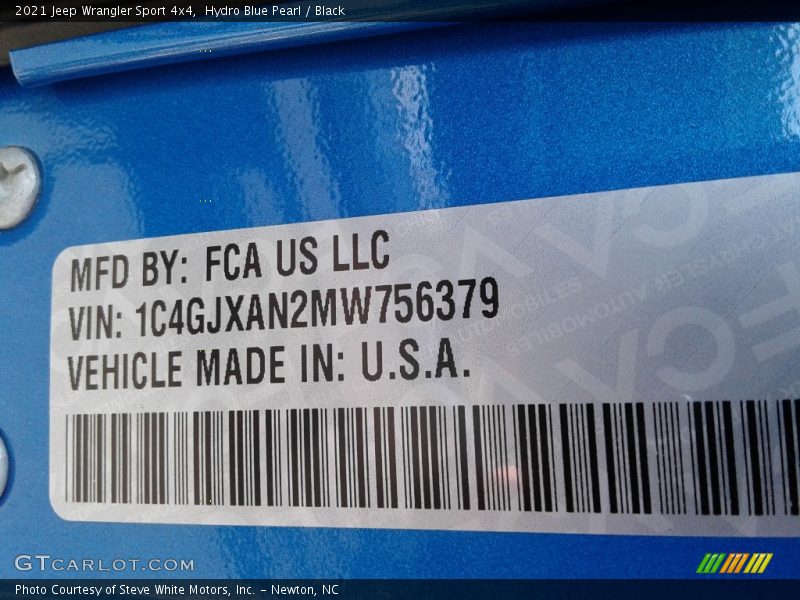 2021 Jeep Wrangler Sport 4x4, Hydro Blue Pearl / Black
MFD BY: FCA US LLC
VIN: 1C4GJXAN2MW756379
VEHICLE MADE IN: U.S.A.
GTCARLOT.COM
Photo Courtesy of Steve White Motors, Inc. – Newton, NC